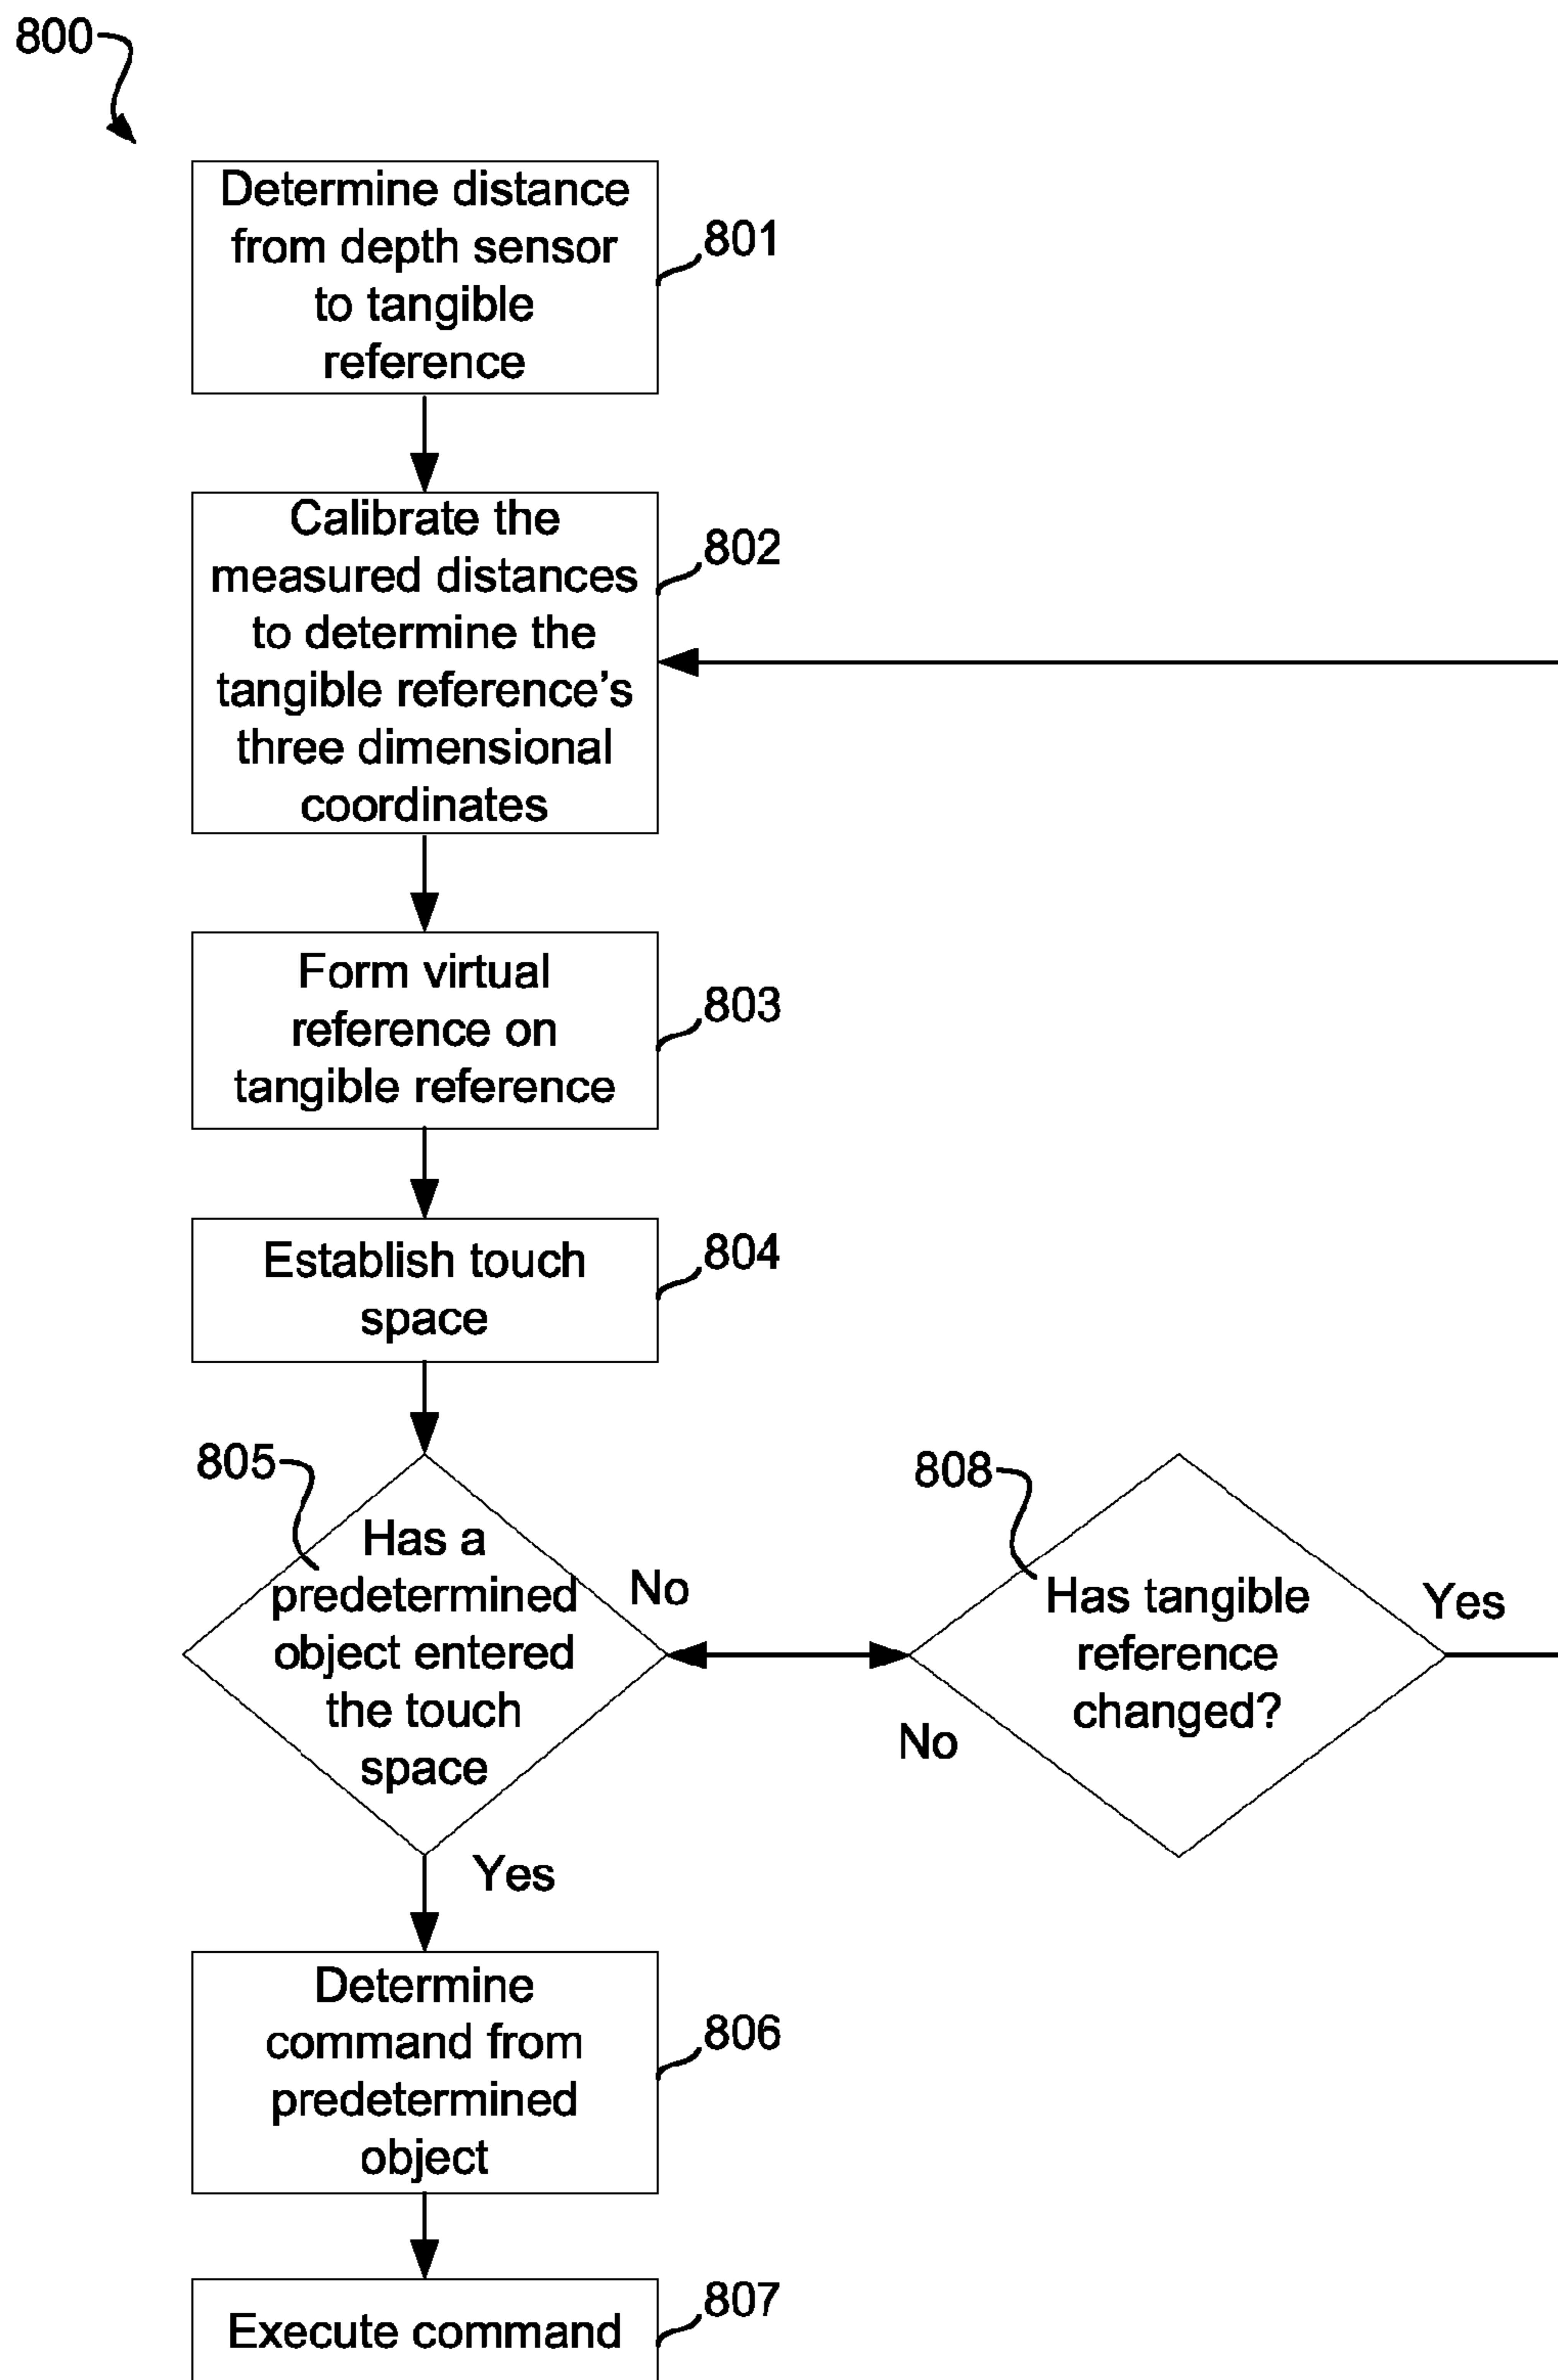 800
Determine distance
from depth sensor
to tangible
reference
801
Calibrate the
measured distances
to determine the
tangible reference's
three dimensional
coordinates
802
Form virtual
reference on
tangible reference
803
Establish touch
space
804
805
Has a
predetermined
object entered
the touch
space
No
Yes
808
Has tangible
reference
changed?
Yes
No
Determine
command from
predetermined
object
806
Execute command
807